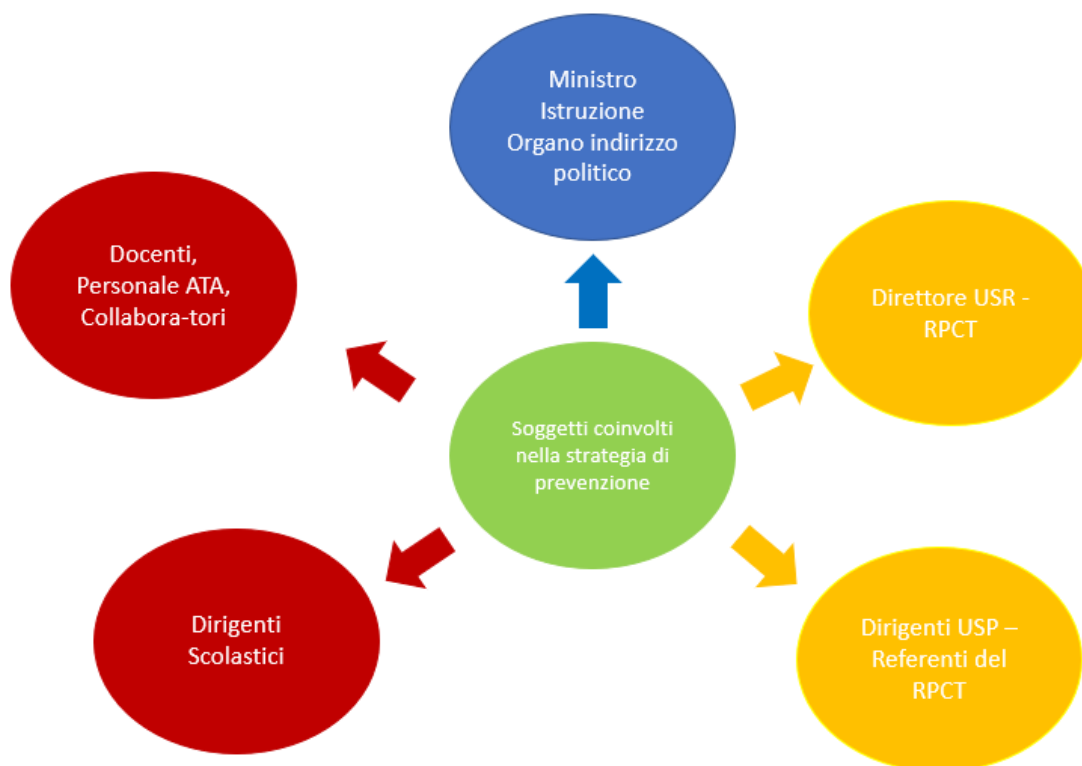 Ministro
Istruzione
Organo indirizzo
politico
Docenti,
Personale ATA,
Collabora-tori
Direttore USR -
RPCT
Soggetti coinvolti
nella strategia di
prevenzione
Dirigenti
Scolastici
Dirigenti USP –
Referenti del
RPCT